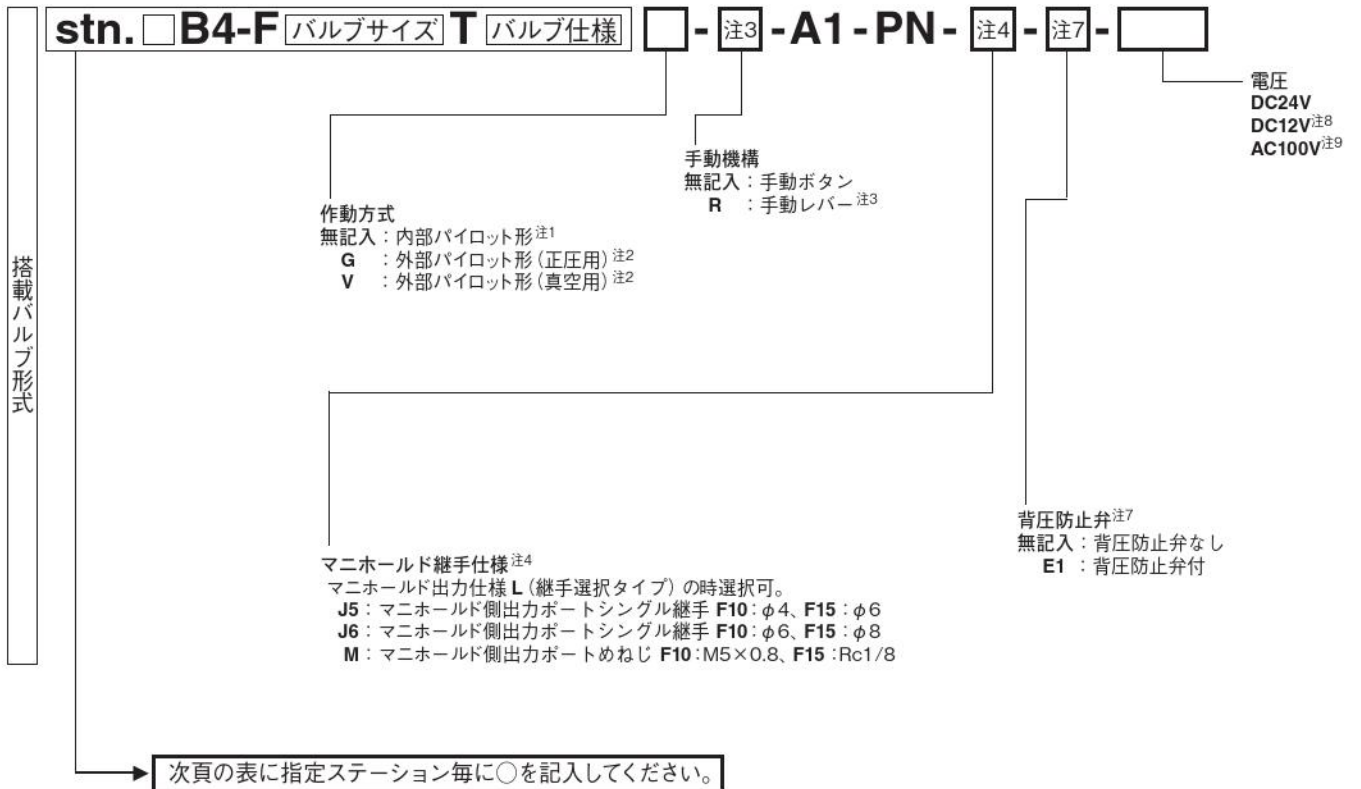 搭載バルブ形式
stn. □B4-F バルブサイズ T バルブ仕様 □ - 注3 -A1-PN- 注4 - 注7 - □
電圧
DC24V
DC12V注8
AC100V注9
手動機構
無記入：手動ボタン
R ：手動レバー注3
作動方式
無記入：内部パイロット形注1
G ：外部パイロット形（正圧用）注2
V ：外部パイロット形（真空用）注2
背圧防止弁注7
無記入：背圧防止弁なし
E1 ：背圧防止弁付
マニホールド継手仕様注4
マニホールド出力仕様 L（継手選択タイプ）の時選択可。
J5：マニホールド側出力ポートシングル継手 F10：φ4、F15：φ6
J6：マニホールド側出力ポートシングル継手 F10：φ6、F15：φ8
M：マニホールド側出力ポートめねじ F10：M5×0.8、F15：Rc1/8
次頁の表に指定ステーション毎に○を記入してください。